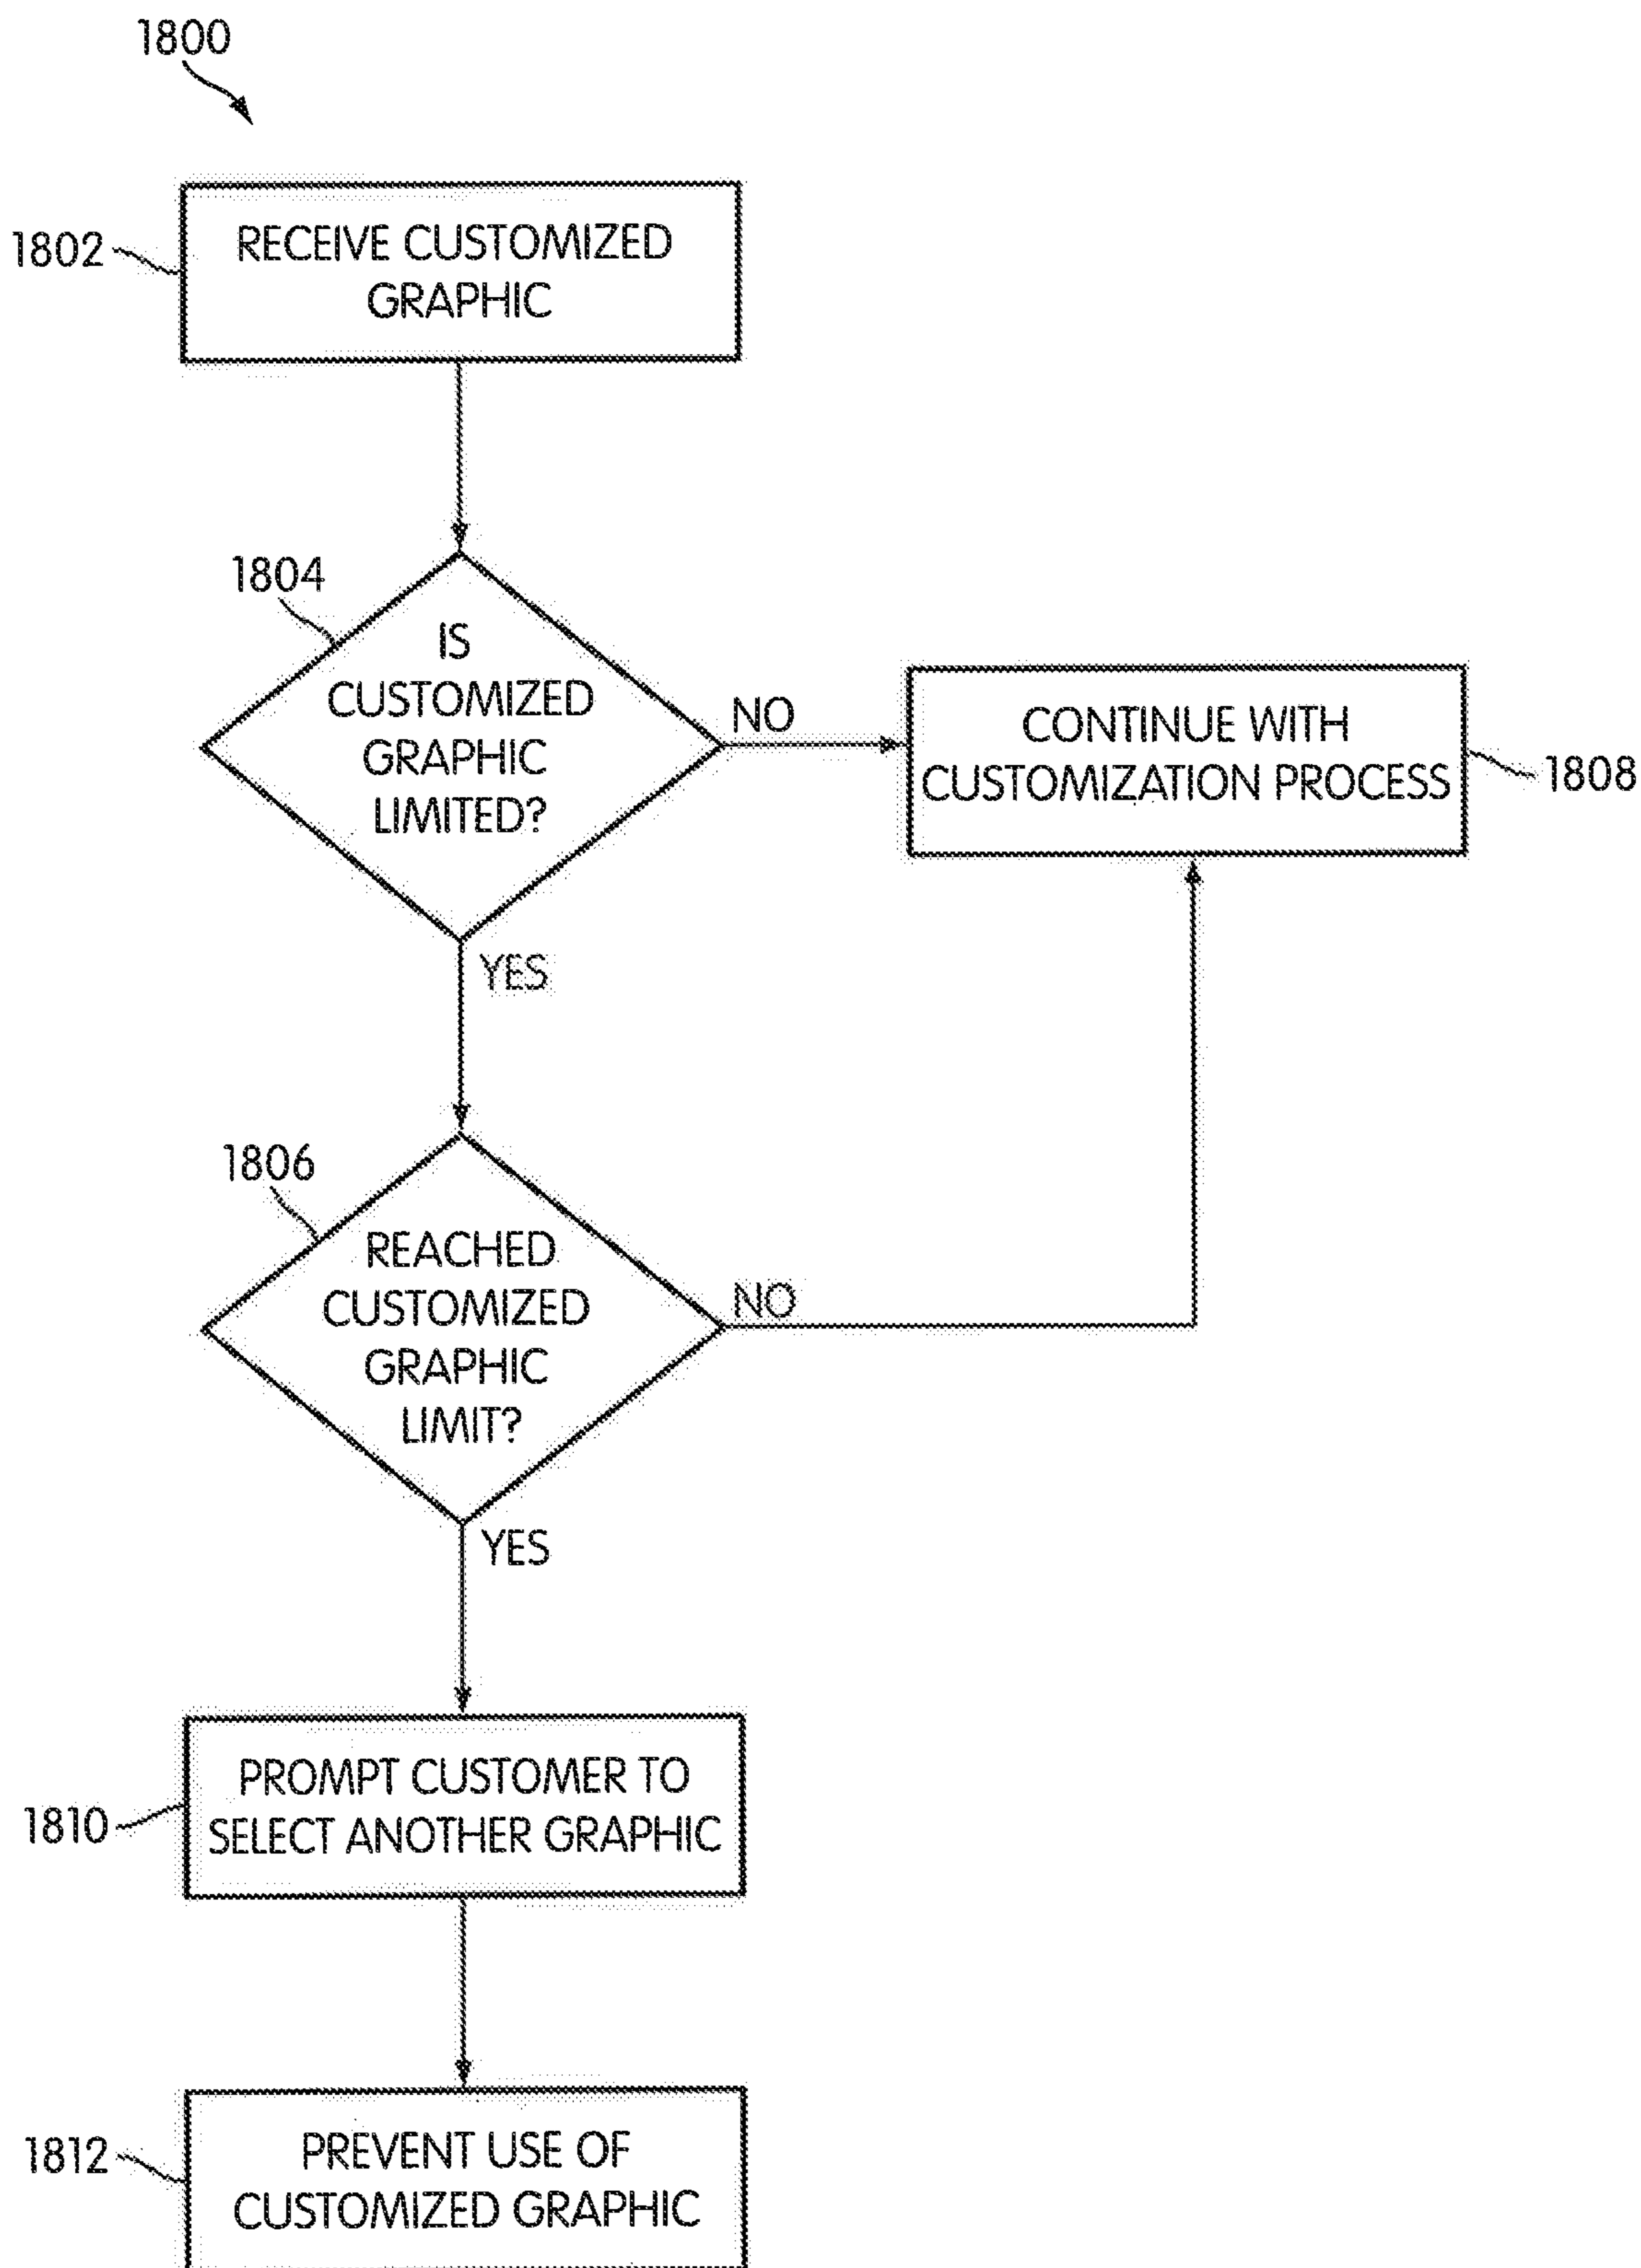 1800
1802
RECEIVE CUSTOMIZED
GRAPHIC
1804
IS
CUSTOMIZED
GRAPHIC
LIMITED?
NO
CONTINUE WITH
CUSTOMIZATION PROCESS
1808
YES
1806
REACHED
CUSTOMIZED
GRAPHIC
LIMIT?
NO
YES
1810
PROMPT CUSTOMER TO
SELECT ANOTHER GRAPHIC
1812
PREVENT USE OF
CUSTOMIZED GRAPHIC